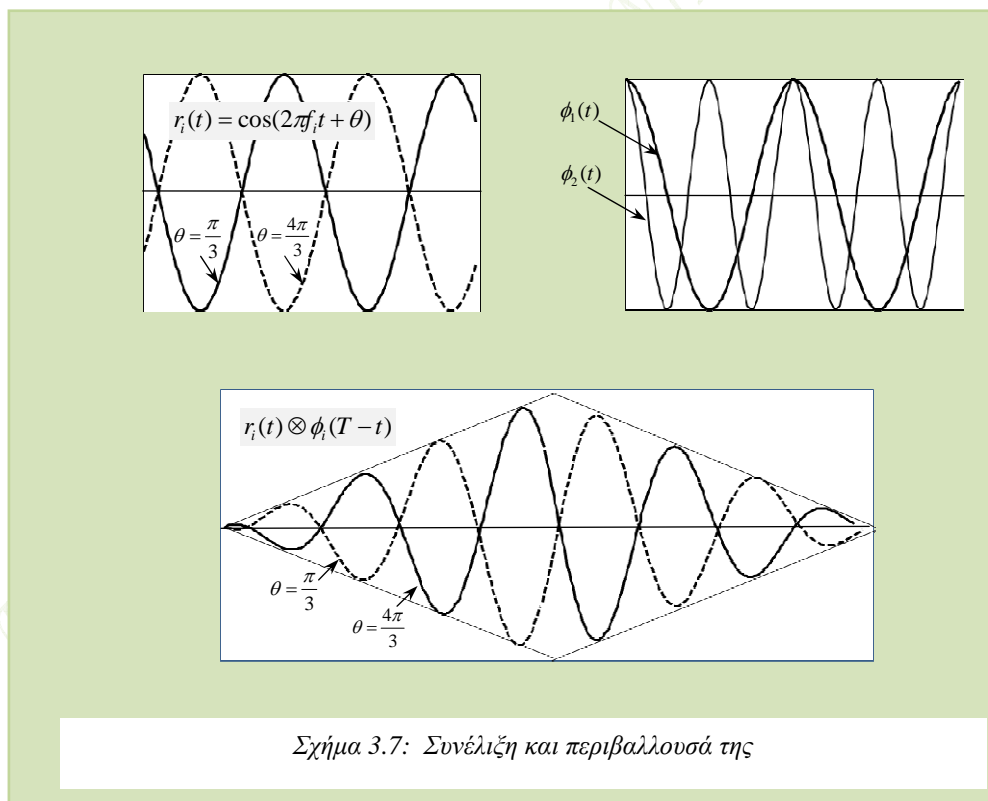 r_i(t) = cos(2πf_i t + θ)
θ = π/3
θ = 4π/3
ϕ_1(t)
ϕ_2(t)
r_i(t) ⊗ ϕ_i(T − t)
θ = π/3
θ = 4π/3
Σχήμα 3.7: Συνέλιξη και περιβαλλουσά της